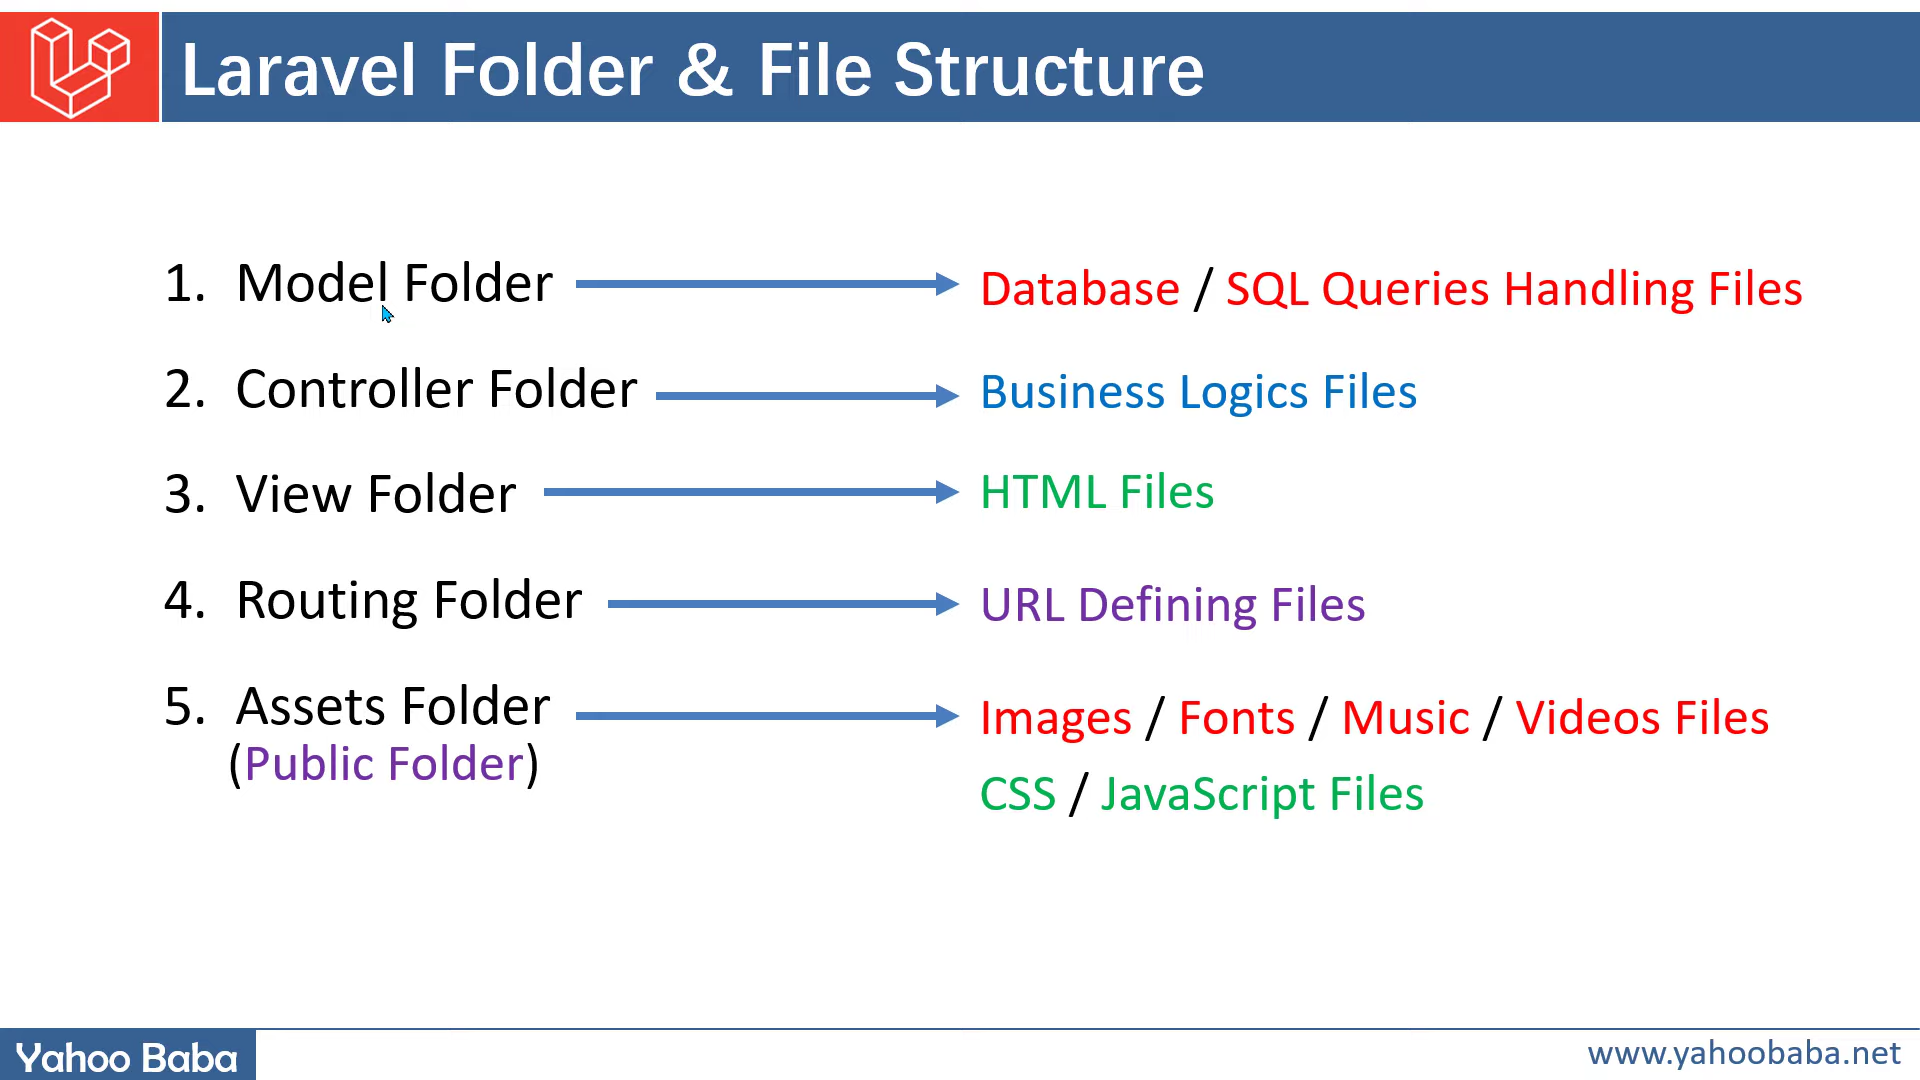 Laravel Folder & File Structure
1. Model Folder
Database / SQL Queries Handling Files
2. Controller Folder
Business Logics Files
3. View Folder
HTML Files
4. Routing Folder
URL Defining Files
5. Assets Folder
(Public Folder)
Images / Fonts / Music / Videos Files
CSS / JavaScript Files
Yahoo Baba
www.yahoobaba.net